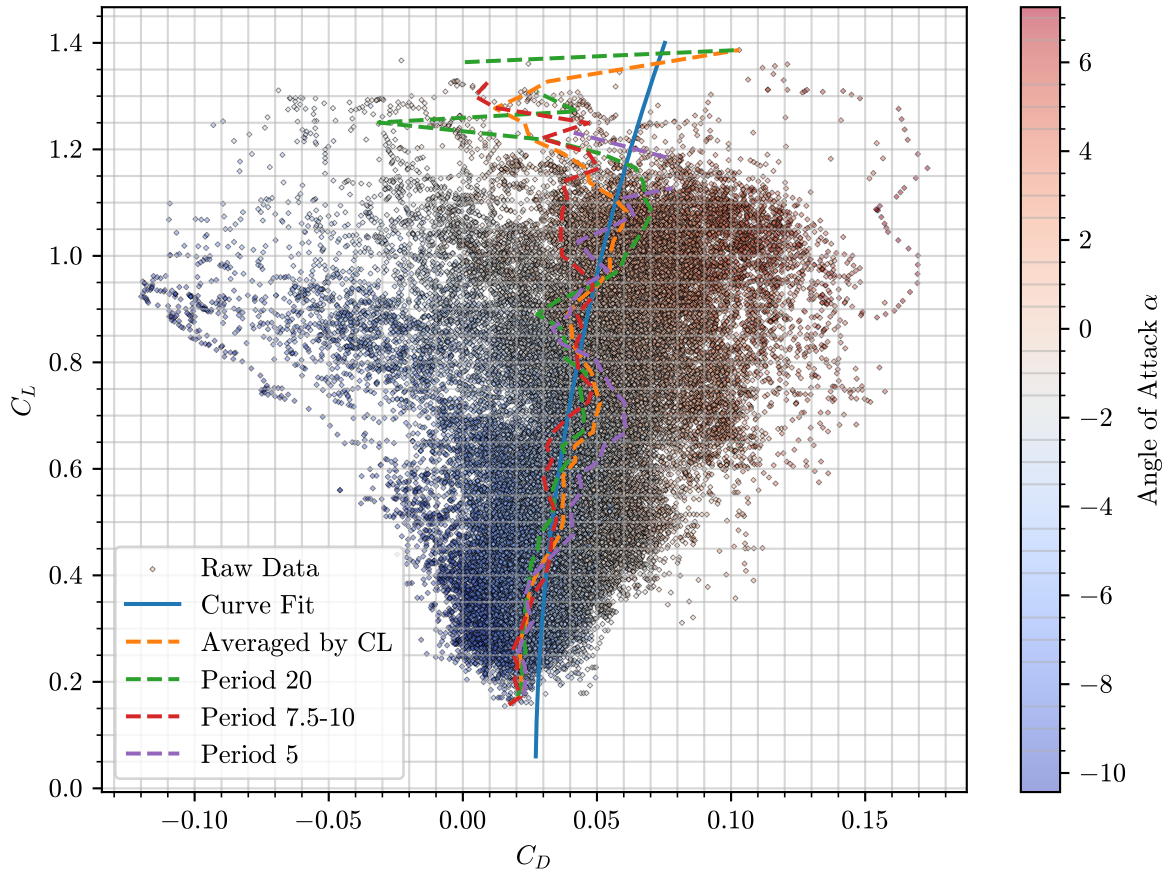 1.4
1.2
1.0
0.8
0.6
0.4
0.2
0.0
C_L
−0.10 −0.05 0.00 0.05 0.10 0.15
C_D
Raw Data
Curve Fit
Averaged by CL
Period 20
Period 7.5-10
Period 5
6
4
2
0
−2
−4
−6
−8
−10
Angle of Attack α